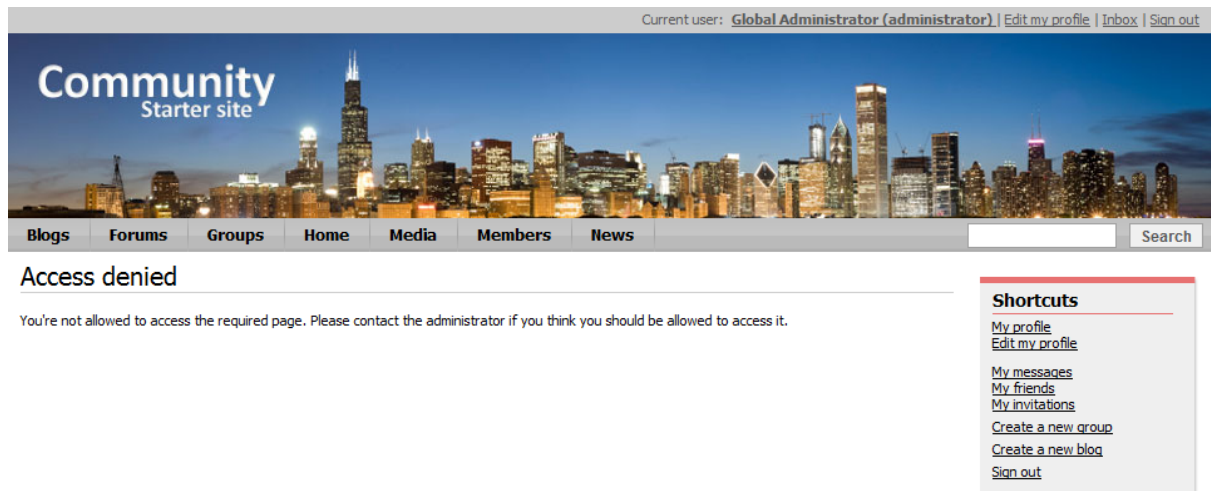 Current user: Global Administrator (administrator) | Edit my profile | Inbox | Sign out
Community
Starter site
Blogs Forums Groups Home Media Members News Search
Access denied
You're not allowed to access the required page. Please contact the administrator if you think you should be allowed to access it.
Shortcuts
My profile
Edit my profile
My messages
My friends
My invitations
Create a new group
Create a new blog
Sign out